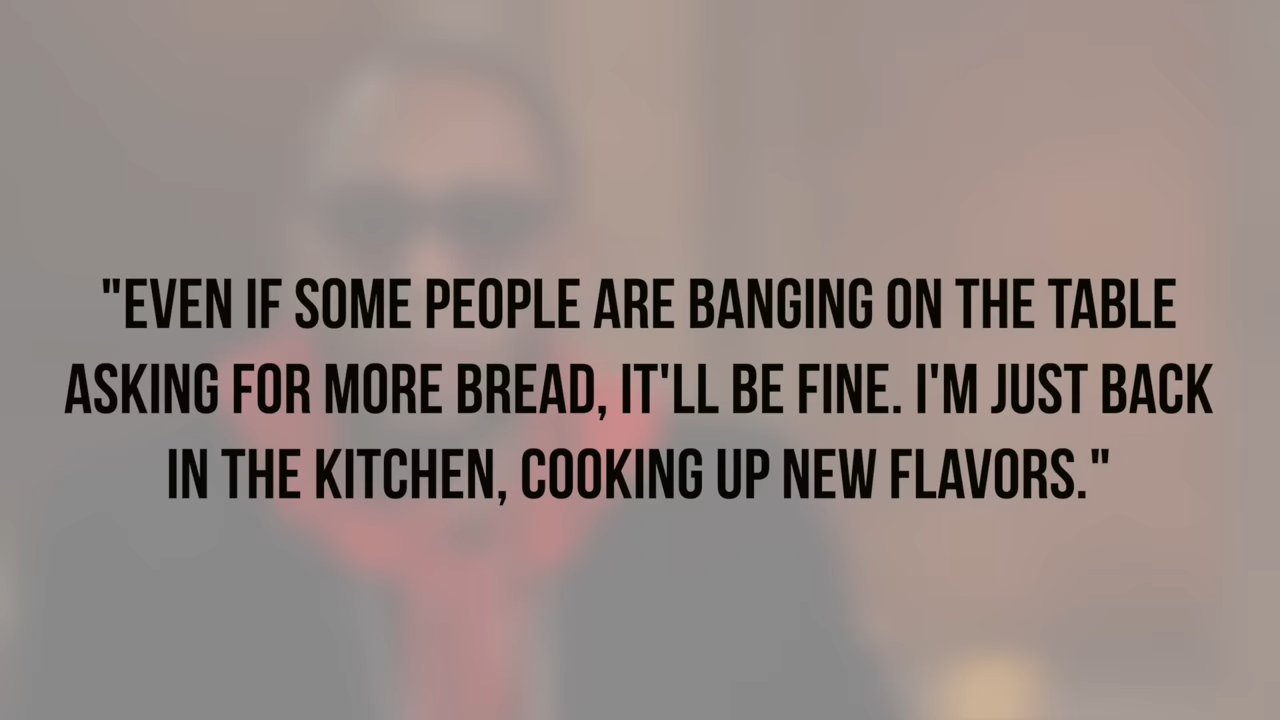 "EVEN IF SOME PEOPLE ARE BANGING ON THE TABLE
ASKING FOR MORE BREAD, IT'LL BE FINE. I'M JUST BACK
IN THE KITCHEN, COOKING UP NEW FLAVORS."